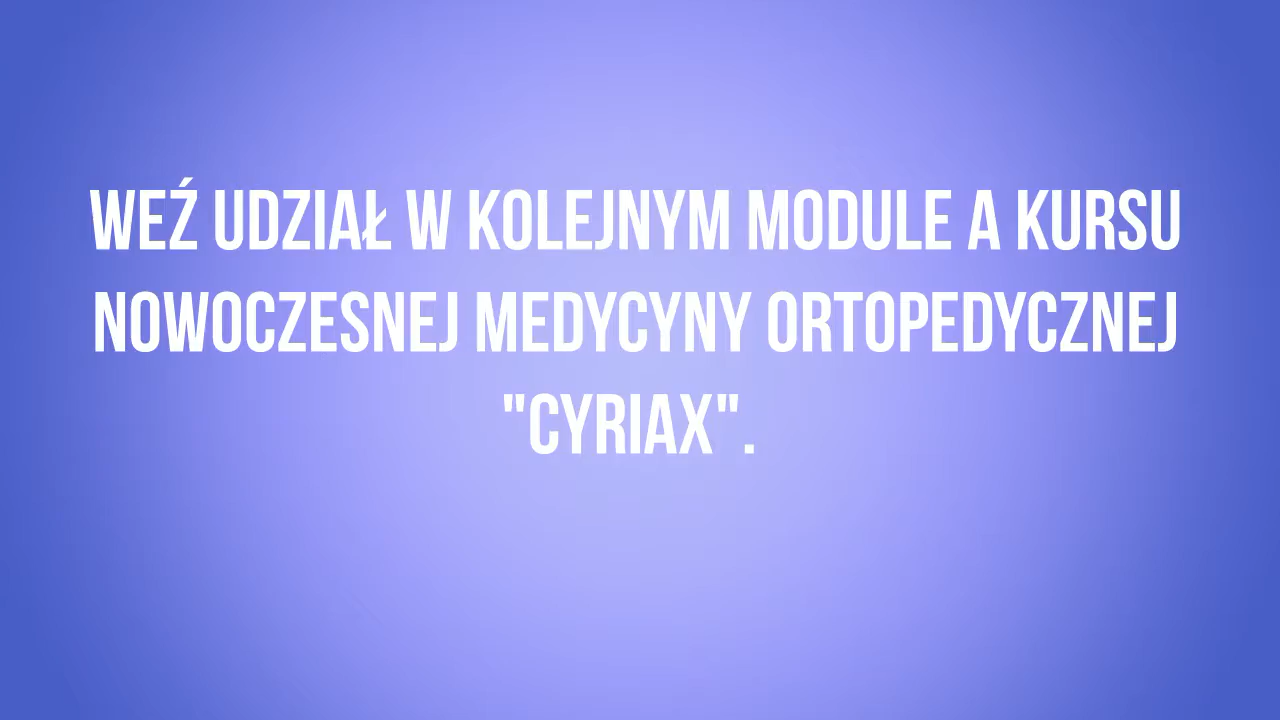 WEŹ UDZIAŁ W KOLEJNYM MODULE A KURSU
NOWOCZESNEJ MEDYCYNY ORTOPEDYCZNEJ
"CYRIAX".